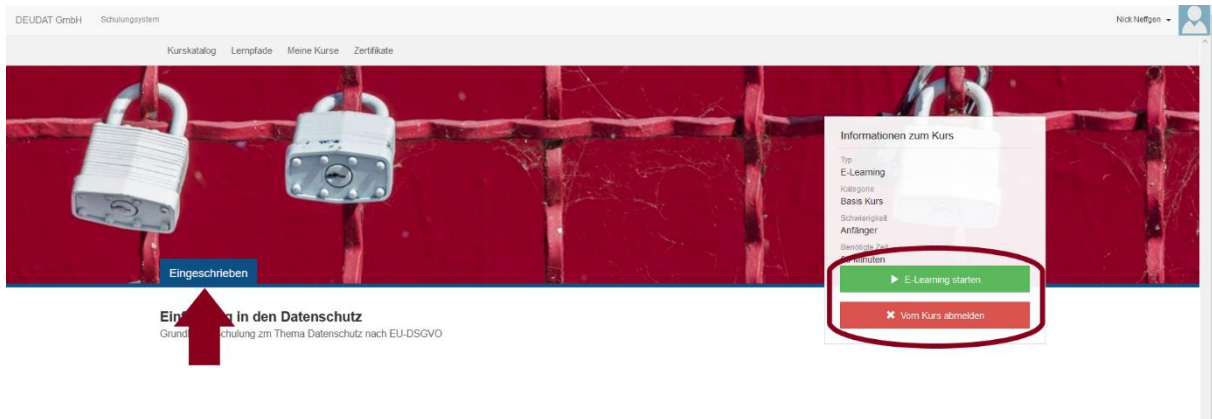 DEUDAT GmbH Schulungsystem Nick Neffgen
Kurskatalog Lernpfade Meine Kurse Zertifikate
Informationen zum Kurs
Typ
E-Learning
Kategorie
Basis Kurs
Schwierigkeit
Anfänger
Benötigte Zeit
Minuten
E-Learning starten
Vom Kurs abmelden
Eingeschrieben
in den Datenschutz
zm Thema Datenschutz nach EU-DSGVO